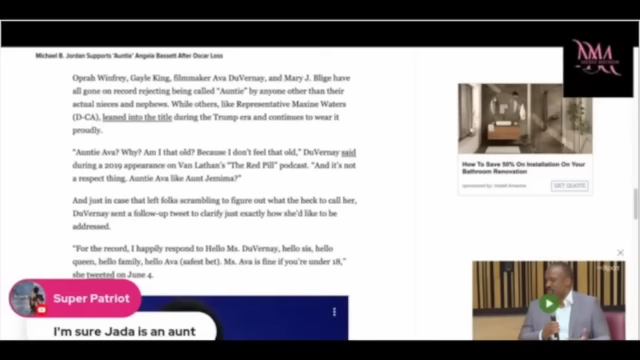 Michael B. Jordan Supports 'Auntie' Angela Bassett After Oscar Loss
Oprah Winfrey, Gayle King, filmmaker Ava DuVernay, and Mary J. Blige have
all gone on record rejecting being called "Auntie" by anyone other than their
actual nieces and nephews. While others, like Representative Maxine Waters
(D-CA), leaned into the title during the Trump era and continues to wear it
proudly.
"Auntie Ava? Why? Am I that old? Because I don't feel that old," DuVernay said
during a 2019 appearance on Van Lathan's "The Red Pill" podcast. "And it's not
a respect thing. Auntie Ava like Aunt Jemima?"
And just in case that left folks scrambling to figure out what the heck to call her,
DuVernay sent a follow-up tweet to clarify just exactly how she'd like to be
addressed.
"For the record, I happily respond to Hello Ms. DuVernay, hello sis, hello
queen, hello family, hello Ava (safest bet). Ms. Ava is fine if you're under 18,"
she tweeted on June 4.
Super Patriot
I'm sure Jada is an aunt
How To Save 50% On Installation On Your
Bathroom Renovation
GET QUOTE